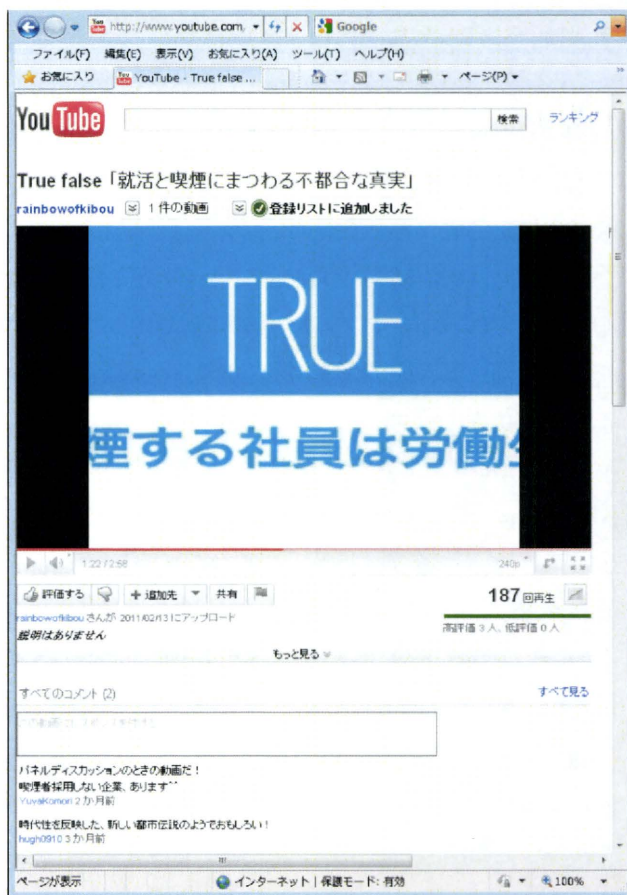 http://www.youtube.com,
Google
ファイル(F) 編集(E) 表示(V) お気に入り(A) ツール(T) ヘルプ(H)
お気に入り YouTube - True false ... ページ(P)
YouTube 検索 ランキング
True false 「就活と喫煙にまつわる不都合な真実」
rainbowofkibou 1 件の動画 登録リストに追加しました
TRUE
煙する社員は労働生
1:22 / 2:58 240p
評価する 追加先 共有 187 回再生
rainbowofkibou さんが 2011/02/13 にアップロード
高評価 3 人、低評価 0 人
説明はありません
もっと見る
すべてのコメント (2) すべて見る
パネルディスカッションのときの動画だ！
喫煙者採用しない企業、あります^^
YuyaKomori 2 か月前
時代性を反映した、新しい都市伝説のようでおもしろい！
hugh0910 3 か月前
ページが表示 インターネット | 保護モード: 有効 100%